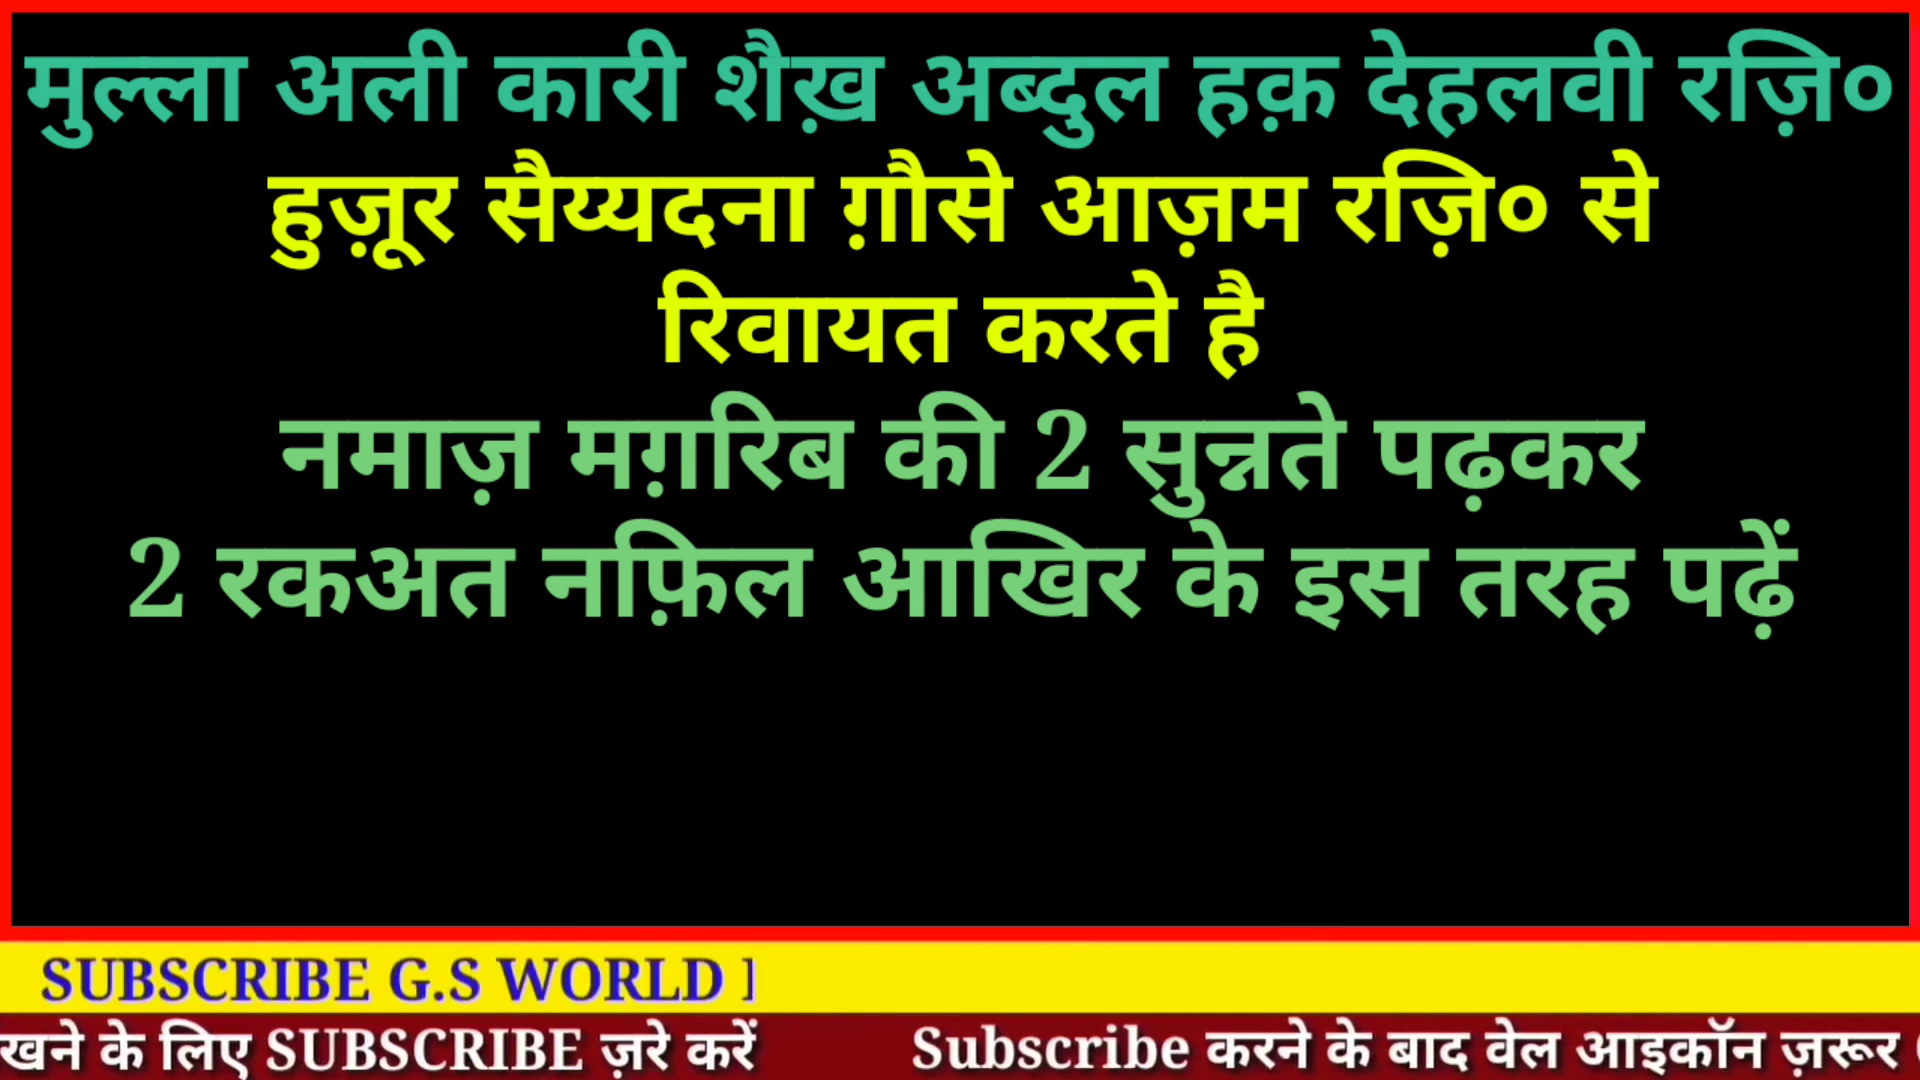 मुल्ला अली कारी शैख़ अब्दुल हक़ देहलवी रज़ि०
हुज़ूर सैय्यदना ग़ौसे आज़म रज़ि० से
रिवायत करते है
नमाज़ मग़रिब की 2 सुन्नते पढ़कर
2 रकअत नफ़िल आखिर के इस तरह पढ़ें
SUBSCRIBE G.S WORLD
खने के लिए SUBSCRIBE ज़रे करें Subscribe करने के बाद वेल आइकॉन ज़रूर